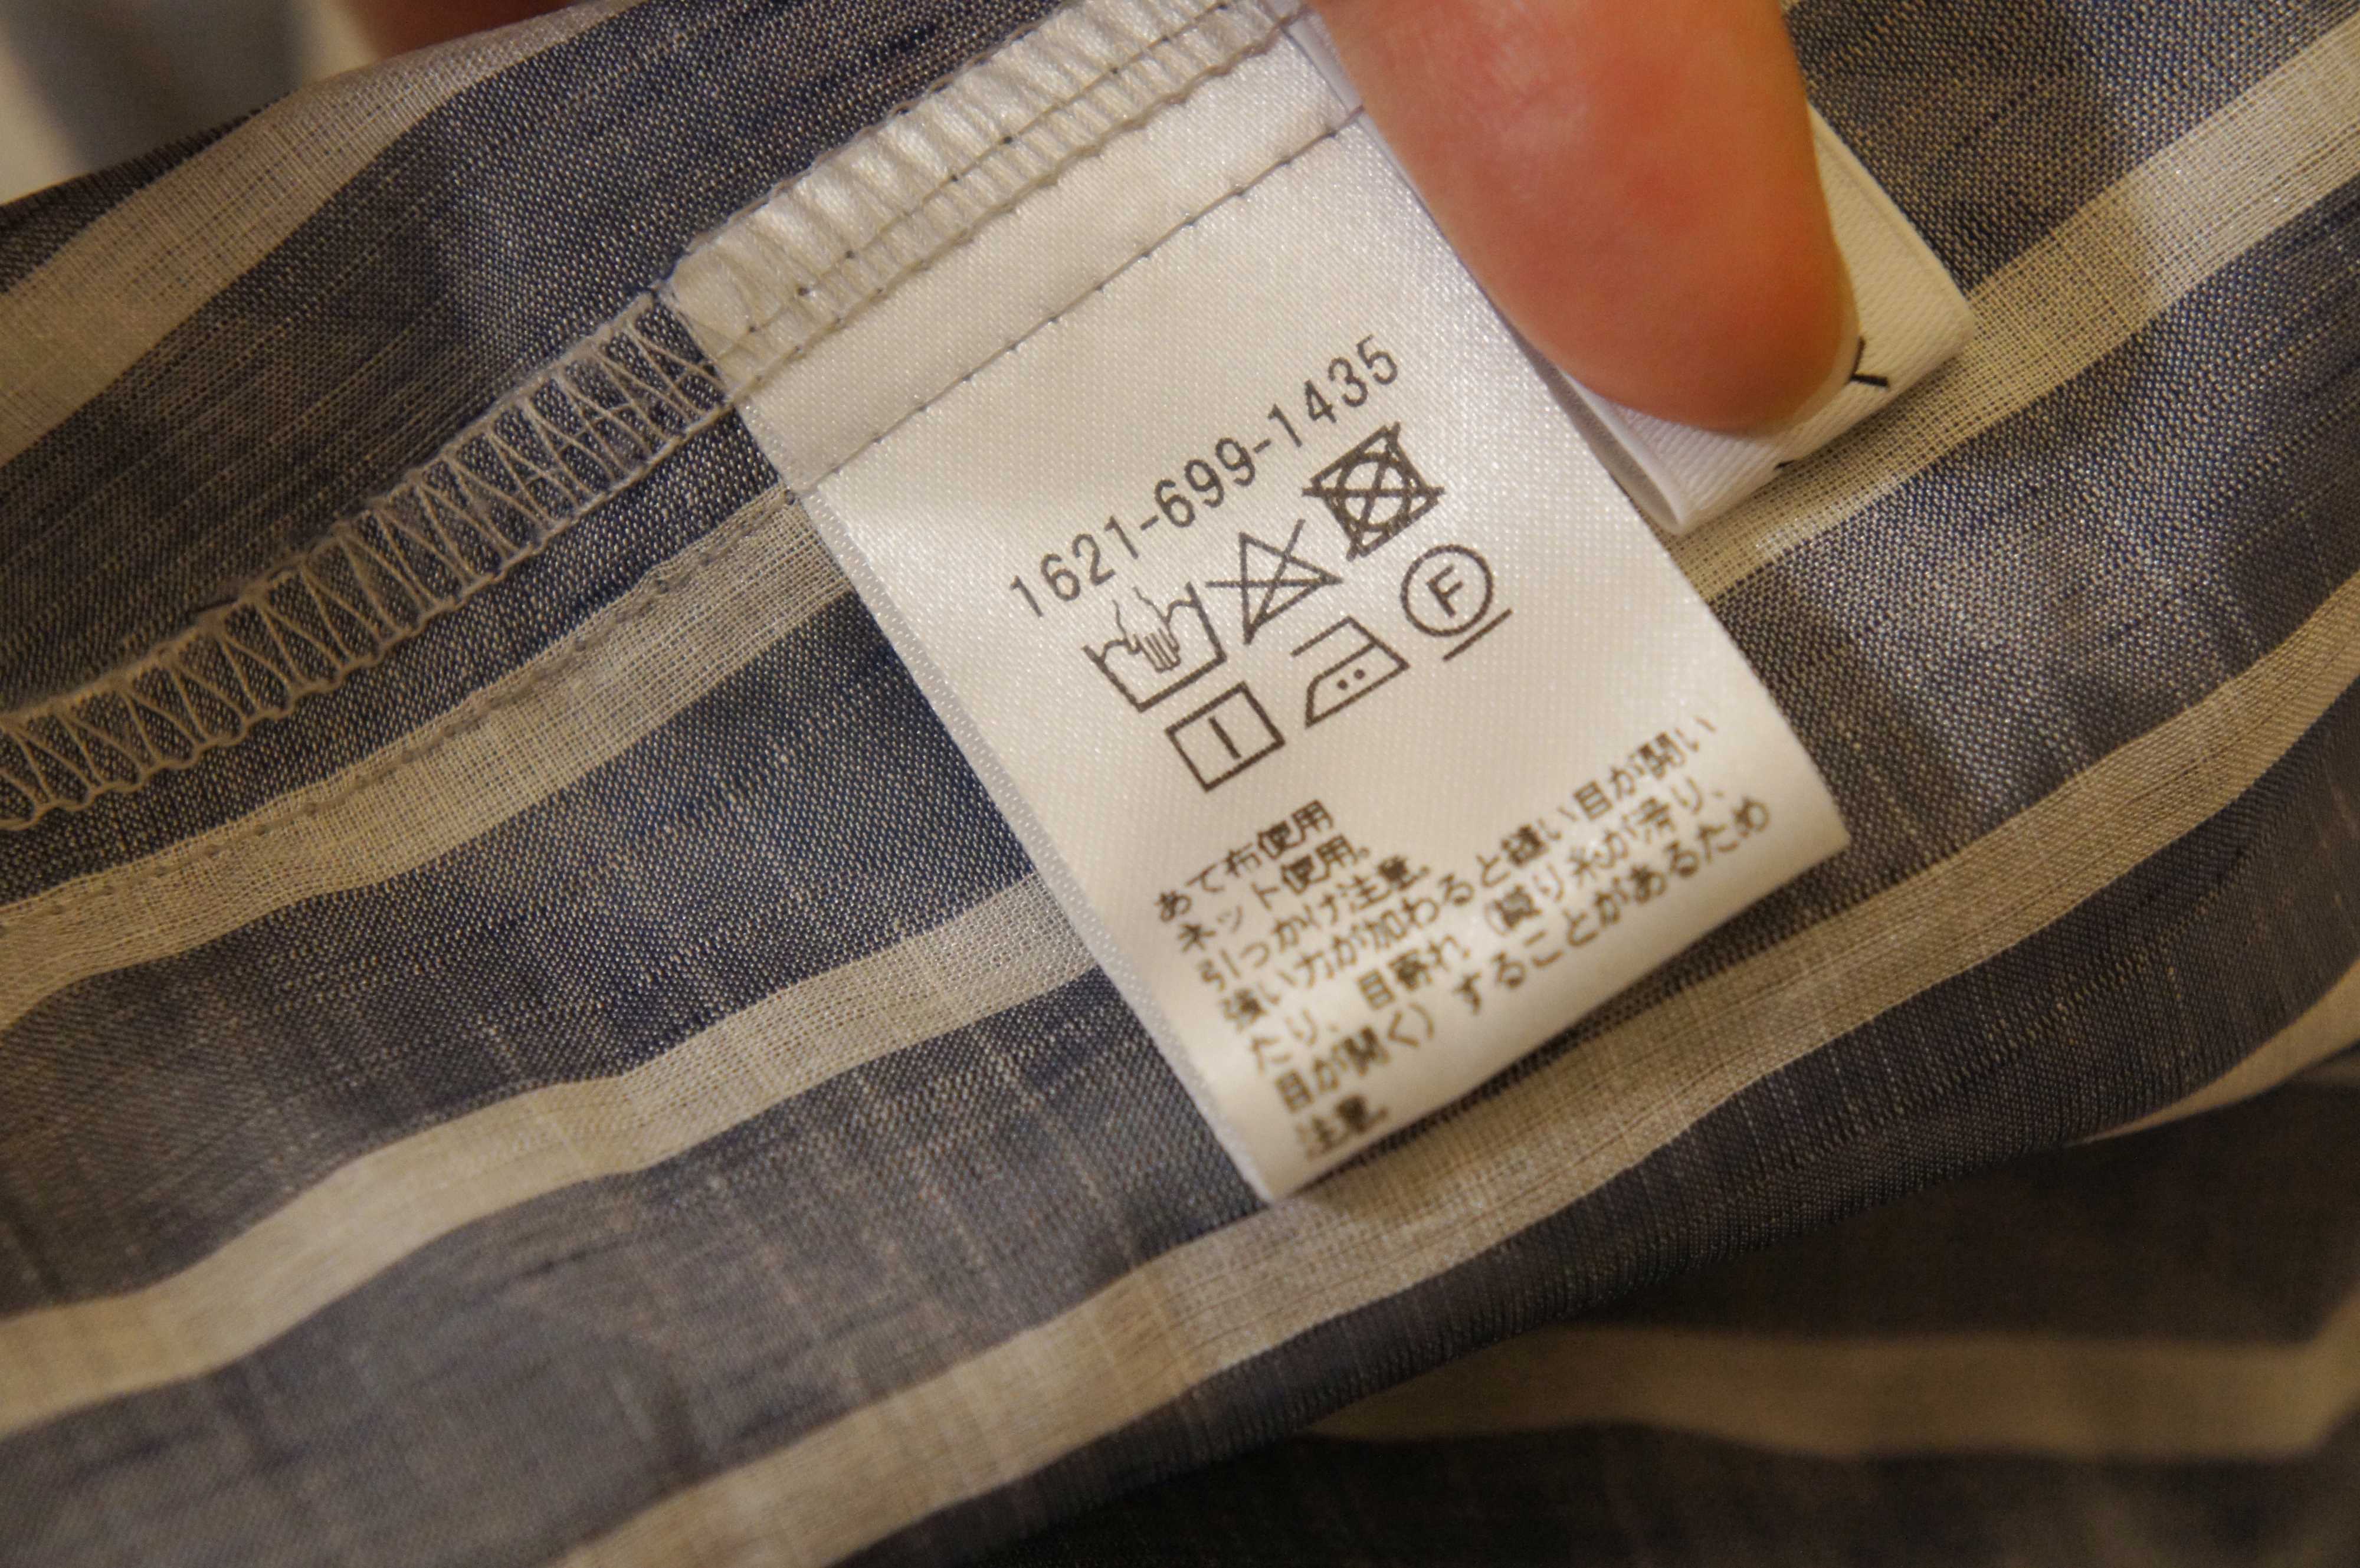 1621-699-1435
F
あて布使用
ネット使用。
引っかけ注意
強い力が加わると縫い目が開い
たり、目寄れ（貫り糸が滑り、
目が開く）することがあるため
注意
Y